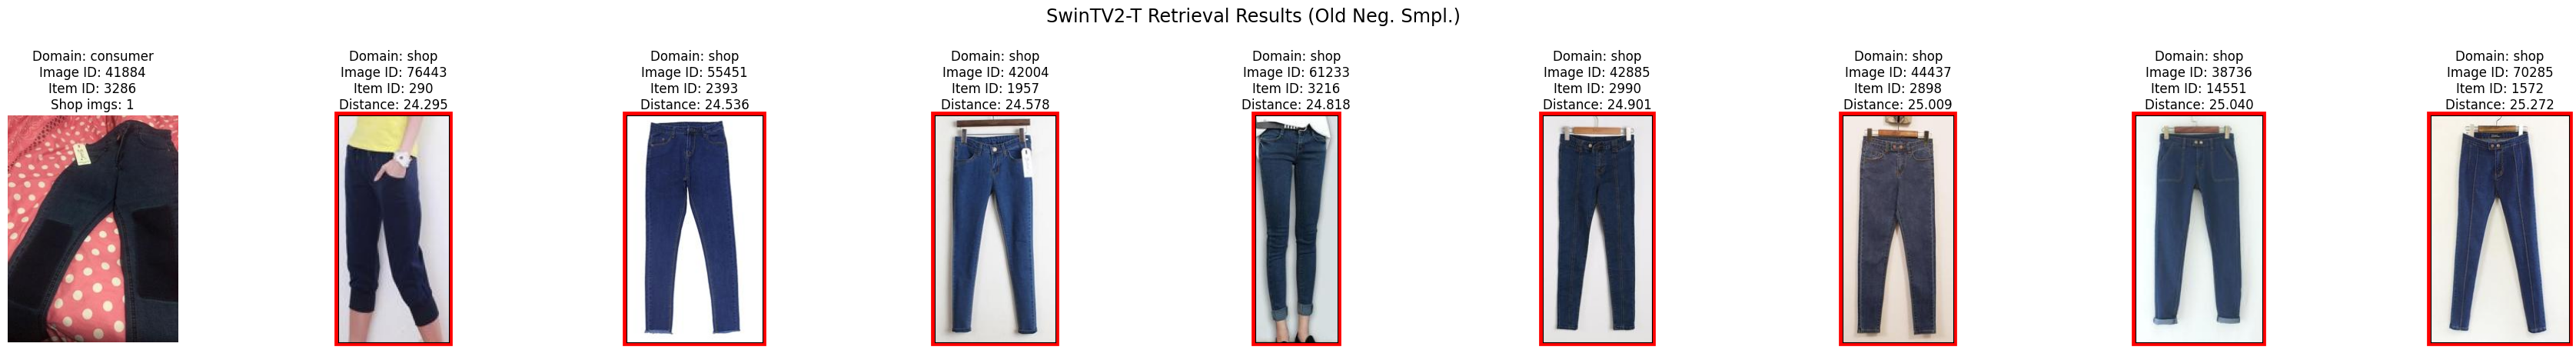 SwinTV2-T Retrieval Results (Old Neg. Smpl.)
Domain: consumer
Image ID: 41884
Item ID: 3286
Shop imgs: 1
Domain: shop
Image ID: 76443
Item ID: 290
Distance: 24.295
Domain: shop
Image ID: 55451
Item ID: 2393
Distance: 24.536
Domain: shop
Image ID: 42004
Item ID: 1957
Distance: 24.578
Domain: shop
Image ID: 61233
Item ID: 3216
Distance: 24.818
Domain: shop
Image ID: 42885
Item ID: 2990
Distance: 24.901
Domain: shop
Image ID: 44437
Item ID: 2898
Distance: 25.009
Domain: shop
Image ID: 38736
Item ID: 14551
Distance: 25.040
Domain: shop
Image ID: 70285
Item ID: 1572
Distance: 25.272